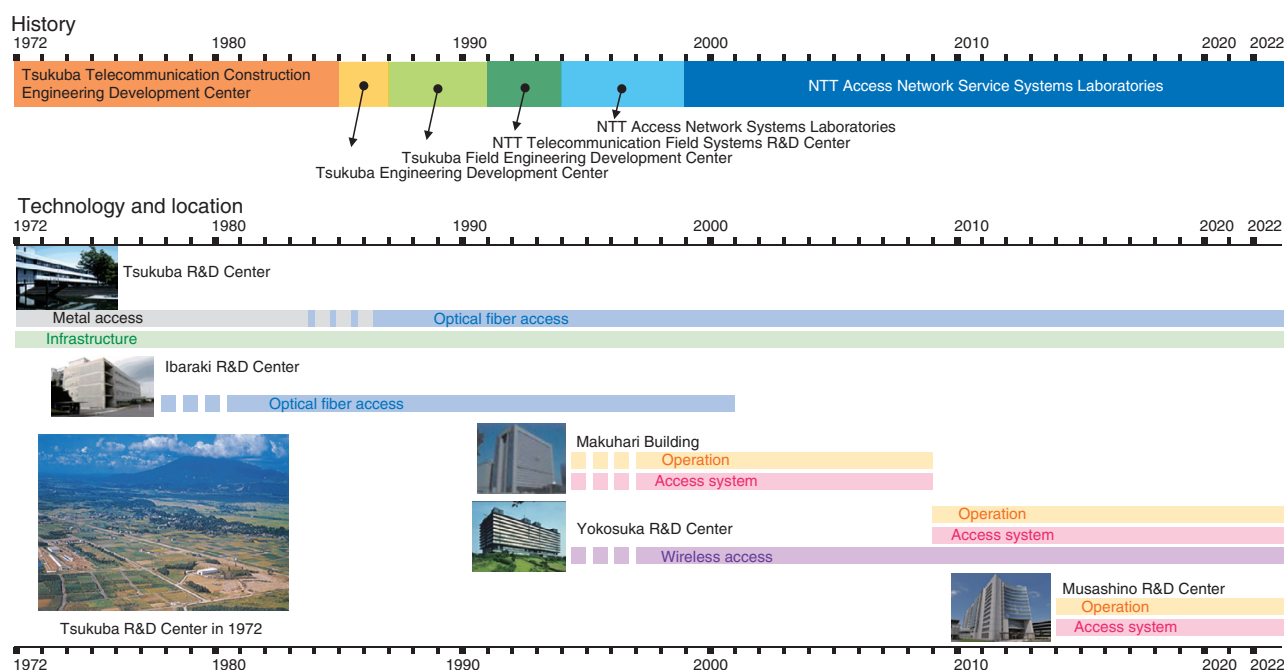 History
1972 1980 1990 2000 2010 2020 2022
Tsukuba Telecommunication Construction
Engineering Development Center
NTT Access Network Service Systems Laboratories
NTT Access Network Systems Laboratories
NTT Telecommunication Field Systems R&D Center
Tsukuba Field Engineering Development Center
Tsukuba Engineering Development Center
Technology and location
1972 1980 1990 2000 2010 2020 2022
Tsukuba R&D Center
Metal access Optical fiber access
Infrastructure
Ibaraki R&D Center
Optical fiber access
Makuhari Building
Operation
Access system
Yokosuka R&D Center
Operation
Access system
Wireless access
Musashino R&D Center
Operation
Access system
Tsukuba R&D Center in 1972
1972 1980 1990 2000 2010 2020 2022